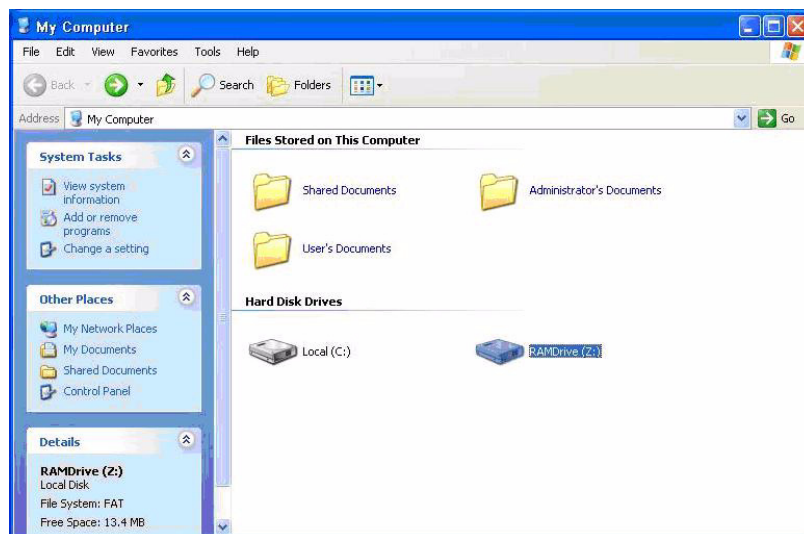 My Computer
File Edit View Favorites Tools Help
Back Search Folders
Address My Computer Go
System Tasks
View system
information
Add or remove
programs
Change a setting
Other Places
My Network Places
My Documents
Shared Documents
Control Panel
Details
RAMDrive (Z:)
Local Disk
File System: FAT
Free Space: 13.4 MB
Files Stored on This Computer
Shared Documents Administrator's Documents
User's Documents
Hard Disk Drives
Local (C:) RAMDrive (Z:)